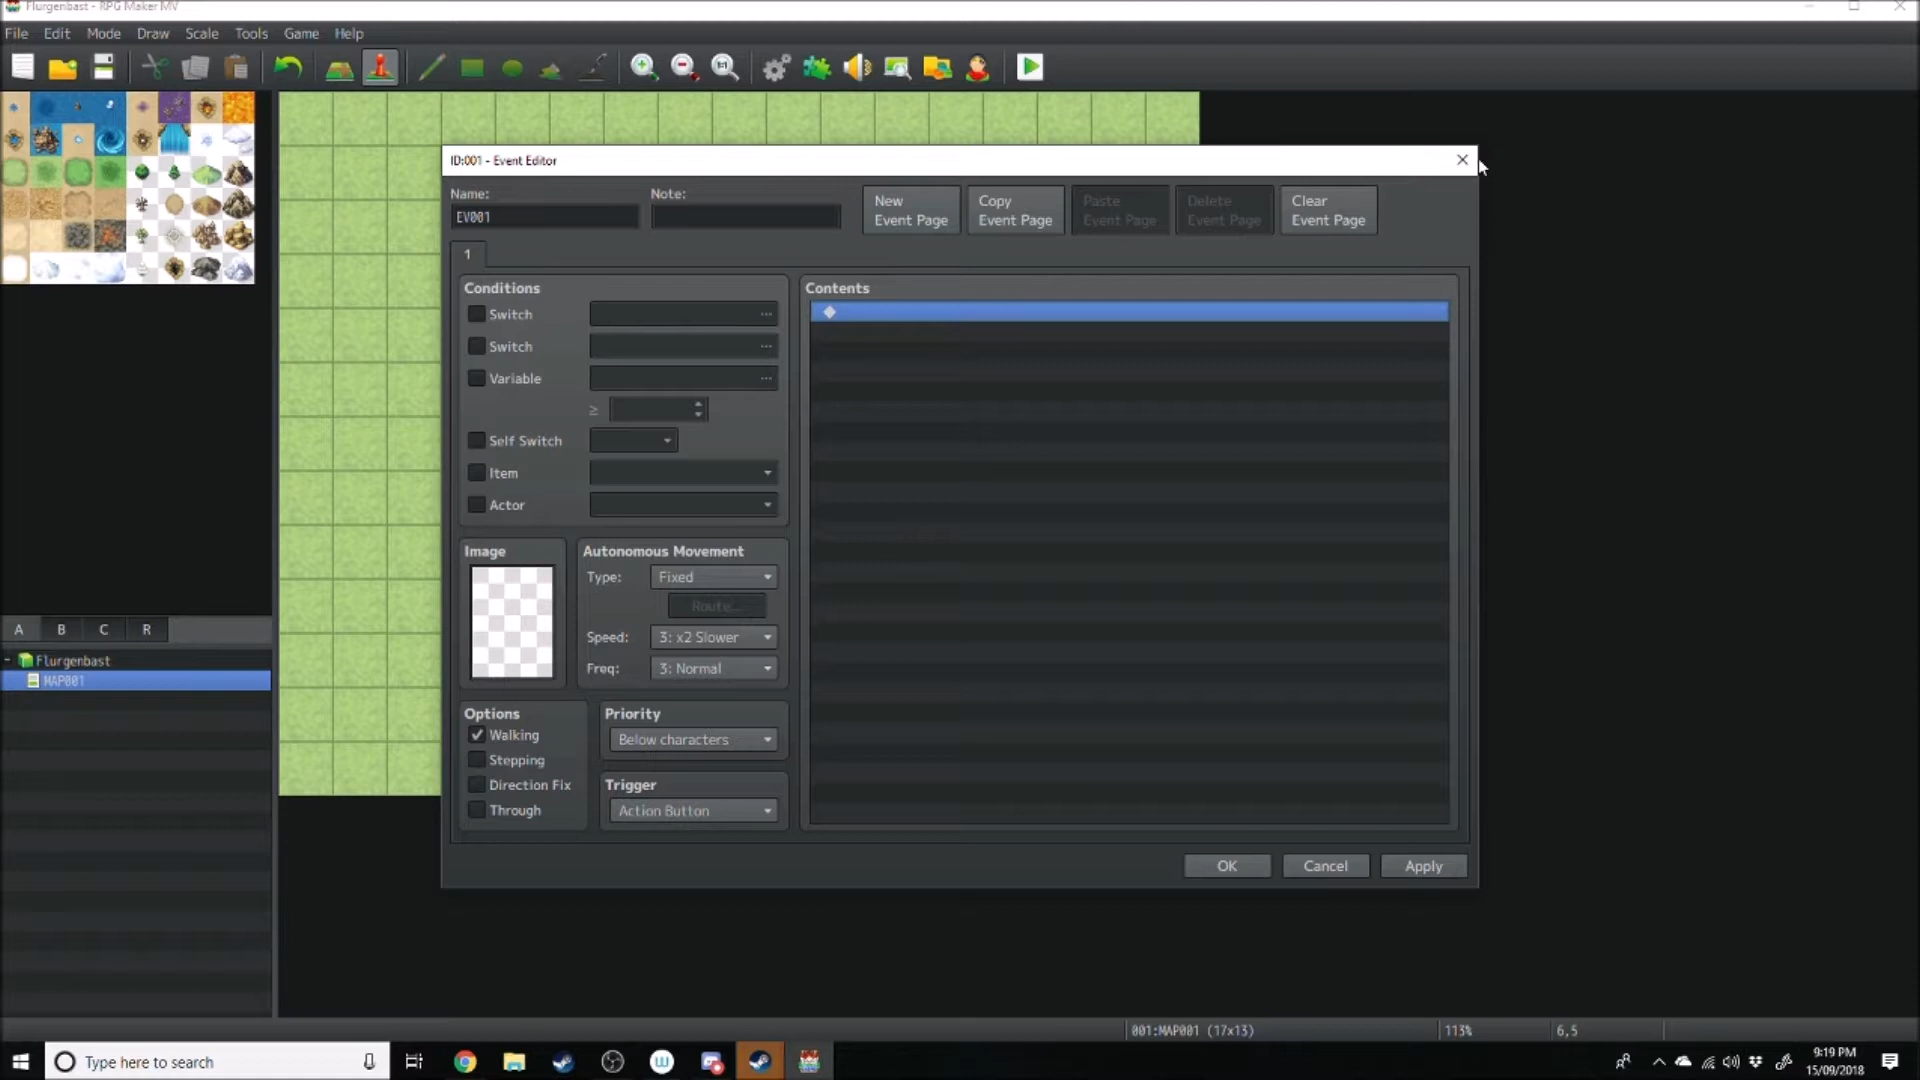 Flurgenbast - RPG Maker MV
File Edit Mode Draw Scale Tools Game Help
ID:001 - Event Editor
Name: Note:
EV001
New Event Page
Copy Event Page
Paste Event Page
Delete Event Page
Clear Event Page
1
Conditions
Switch ...
Switch ...
Variable ...
≥
Self Switch
Item
Actor
Contents
Image
Autonomous Movement
Type: Fixed
Route...
Speed: 3: x2 Slower
Freq: 3: Normal
Options
Walking
Stepping
Direction Fix
Through
Priority
Below characters
Trigger
Action Button
OK Cancel Apply
A B C R
Flurgenbast
MAP001
001:MAP001 (17x13) 113% 6,5
Type here to search
9:19 PM
15/09/2018